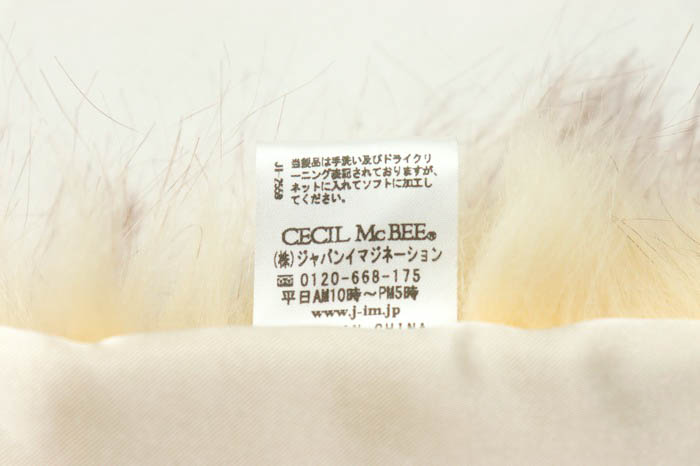 当製品は手洗い及びドライクリ
ーニング表記されておりますが、
ネットに入れてソフトに加工し
てください。
CECIL McBEE®
(株)ジャパンイマジネーション
☎ 0120-668-175
平日AM10時〜PM5時
www.j-im.jp
CHINA